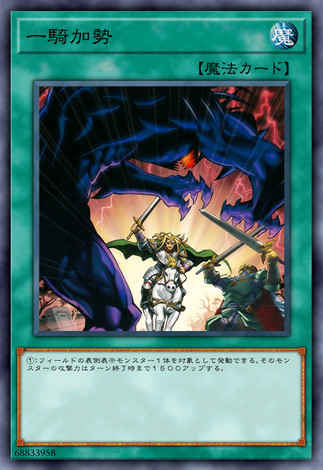 一騎加勢
魔
【魔法カード】
①：フィールドの表側表示モンスター１体を対象として発動できる。そのモン
スターの攻撃力はターン終了時まで１５００アップする。
68833958